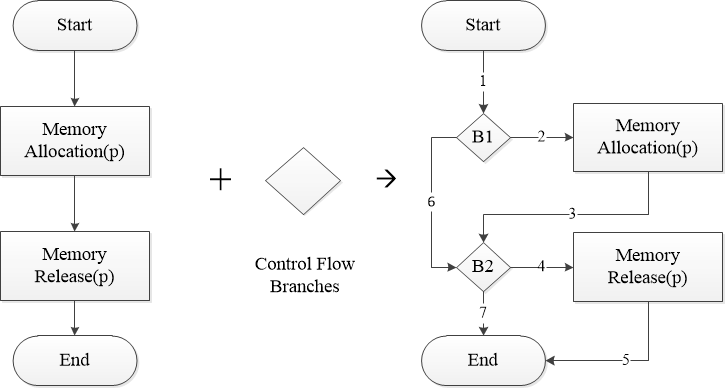 Start
Memory
Allocation(p)
Memory
Release(p)
End
+
Control Flow
Branches
Start
1
B1
2
Memory
Allocation(p)
6
3
B2
4
Memory
Release(p)
7
End
5